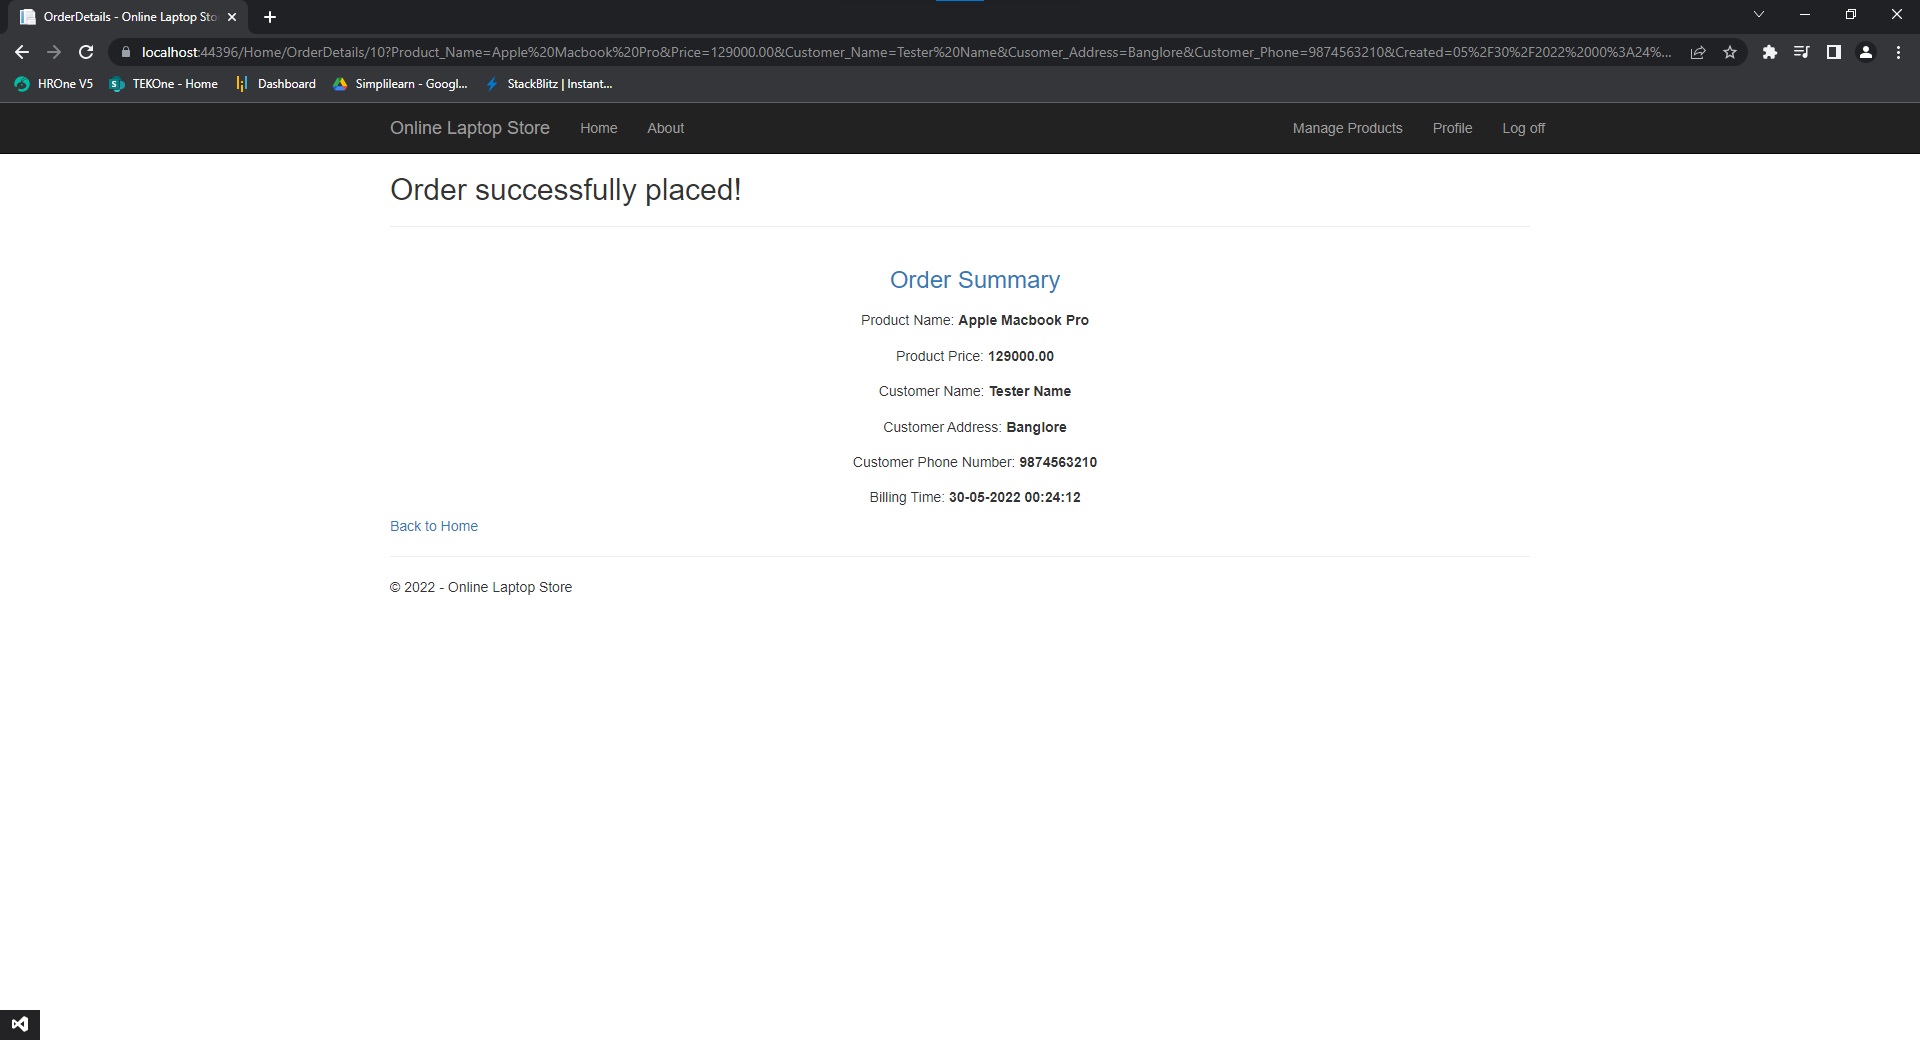 OrderDetails - Online Laptop Sto
localhost:44396/Home/OrderDetails/10?Product_Name=Apple%20Macbook%20Pro&Price=129000.00&Customer_Name=Tester%20Name&Cusomer_Address=Banglore&Customer_Phone=9874563210&Created=05%2F30%2F2022%2000%3A24%...
HROne V5 TEKOne - Home Dashboard Simplilearn - Googl... StackBlitz | Instant...
Online Laptop Store Home About Manage Products Profile Log off
Order successfully placed!
Order Summary
Product Name: Apple Macbook Pro
Product Price: 129000.00
Customer Name: Tester Name
Customer Address: Banglore
Customer Phone Number: 9874563210
Billing Time: 30-05-2022 00:24:12
Back to Home
© 2022 - Online Laptop Store